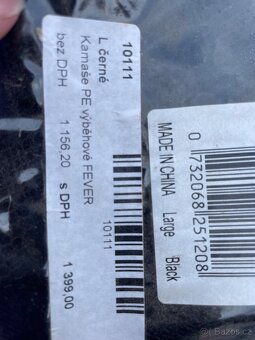 10111
L černé
Kamaše PE výběhové FEVER
bez DPH 1 156,20 s DPH 1 399,00
10111
0 732068 251208
MADE IN CHINA Large Black
Bazoš.cz